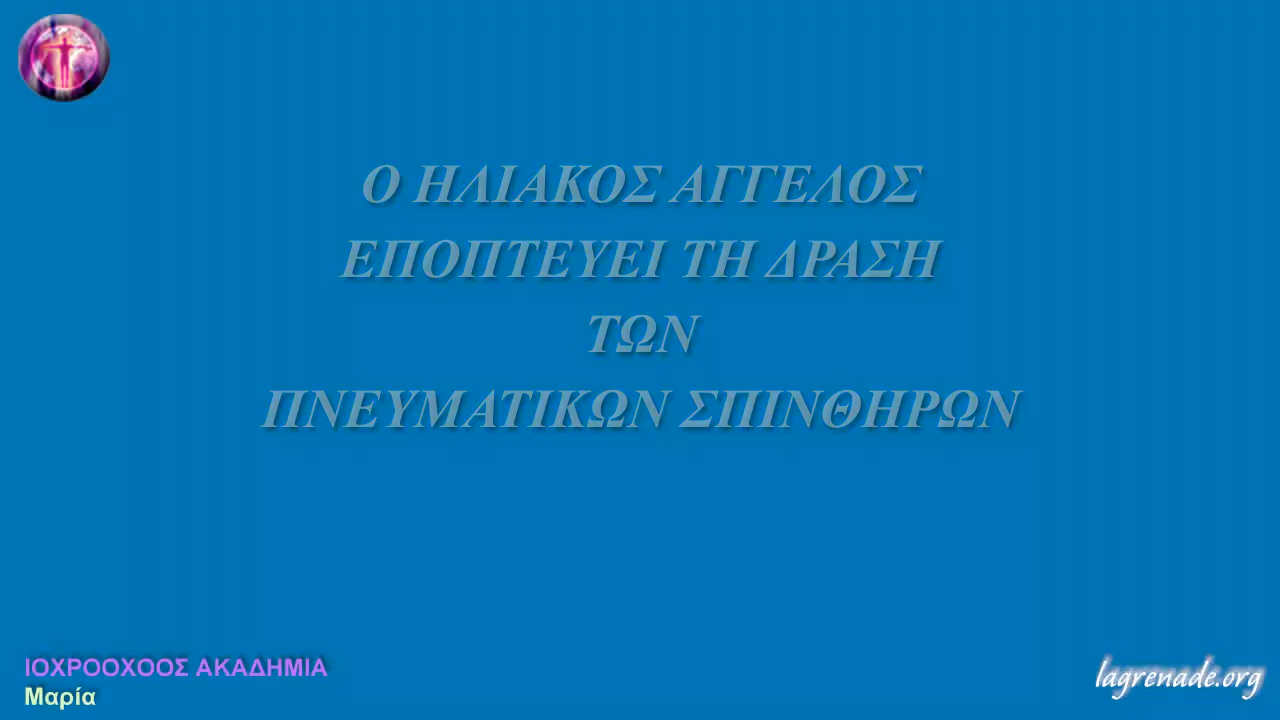 Ο ΗΛΙΑΚΟΣ ΑΓΓΕΛΟΣ
ΕΠΟΠΤΕΥΕΙ ΤΗ ΔΡΑΣΗ
ΤΩΝ
ΠΝΕΥΜΑΤΙΚΩΝ ΣΠΙΝΘΗΡΩΝ
ΙΟΧΡΟΟΧΟΟΣ ΑΚΑΔΗΜΙΑ
Μαρία
lagrenade.org